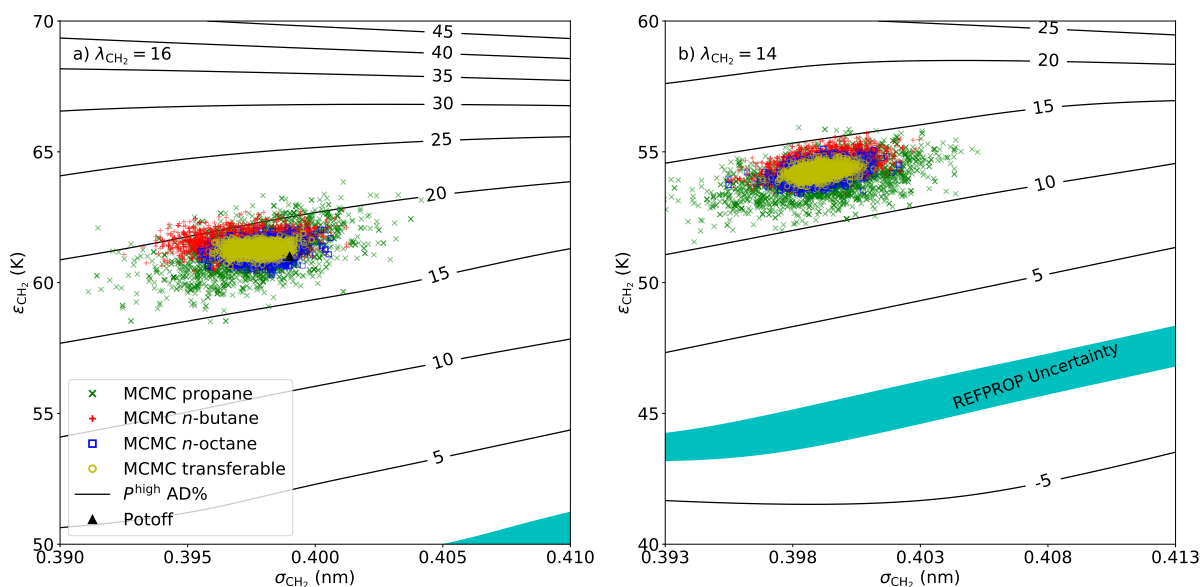 a) λCH2 = 16
70
65
60
55
50
εCH2 (K)
45
40
35
30
25
20
15
10
5
MCMC propane
MCMC n-butane
MCMC n-octane
MCMC transferable
P^high AD%
Potoff
0.390
0.395
0.400
0.405
0.410
σCH2 (nm)
b) λCH2 = 14
60
55
50
45
40
εCH2 (K)
25
20
15
10
5
REFPROP Uncertainty
-5
0.393
0.398
0.403
0.408
0.413
σCH2 (nm)